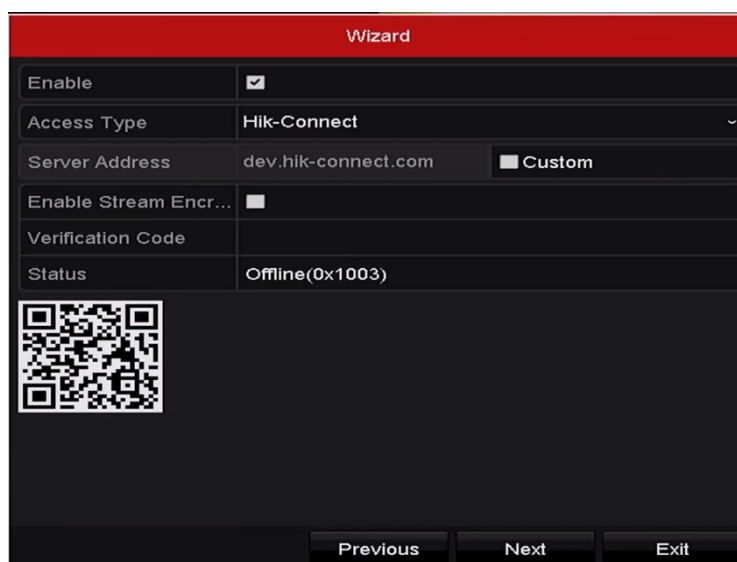 Wizard
Enable
Access Type Hik-Connect
Server Address dev.hik-connect.com Custom
Enable Stream Encr...
Verification Code
Status Offline(0x1003)
Previous Next Exit